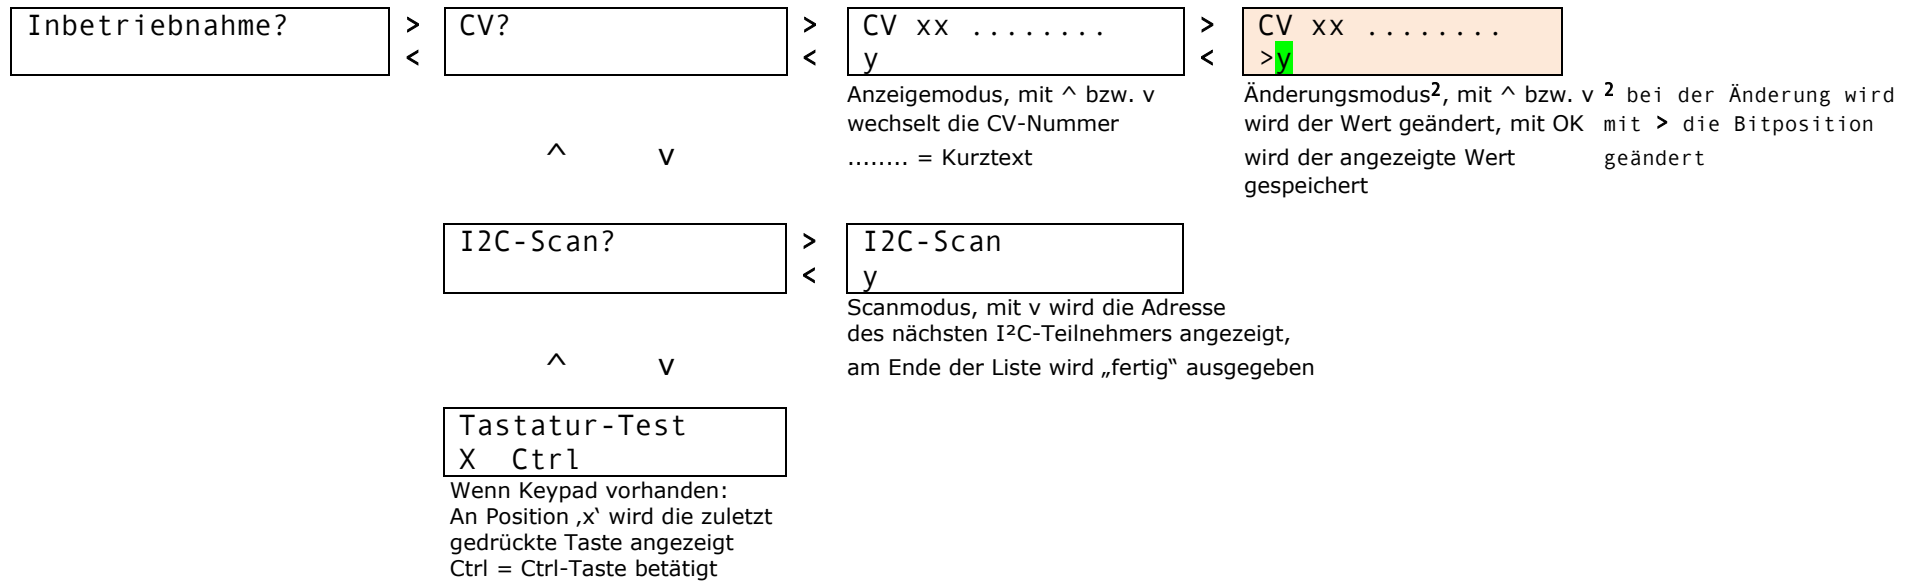 Inbetriebnahme? > CV? > CV xx ........ > CV xx ........
< < y < >y
Anzeigemodus, mit ^ bzw. v
wechselt die CV-Nummer
........ = Kurztext
Änderungsmodus², mit ^ bzw. v
wird der Wert geändert, mit OK
wird der angezeigte Wert
gespeichert
² bei der Änderung wird
mit > die Bitposition
geändert
^ v
I2C-Scan? > I2C-Scan
< y
Scanmodus, mit v wird die Adresse
des nächsten I²C-Teilnehmers angezeigt,
am Ende der Liste wird „fertig“ ausgegeben
^ v
Tastatur-Test
X Ctrl
Wenn Keypad vorhanden:
An Position ‚x‘ wird die zuletzt
gedrückte Taste angezeigt
Ctrl = Ctrl-Taste betätigt